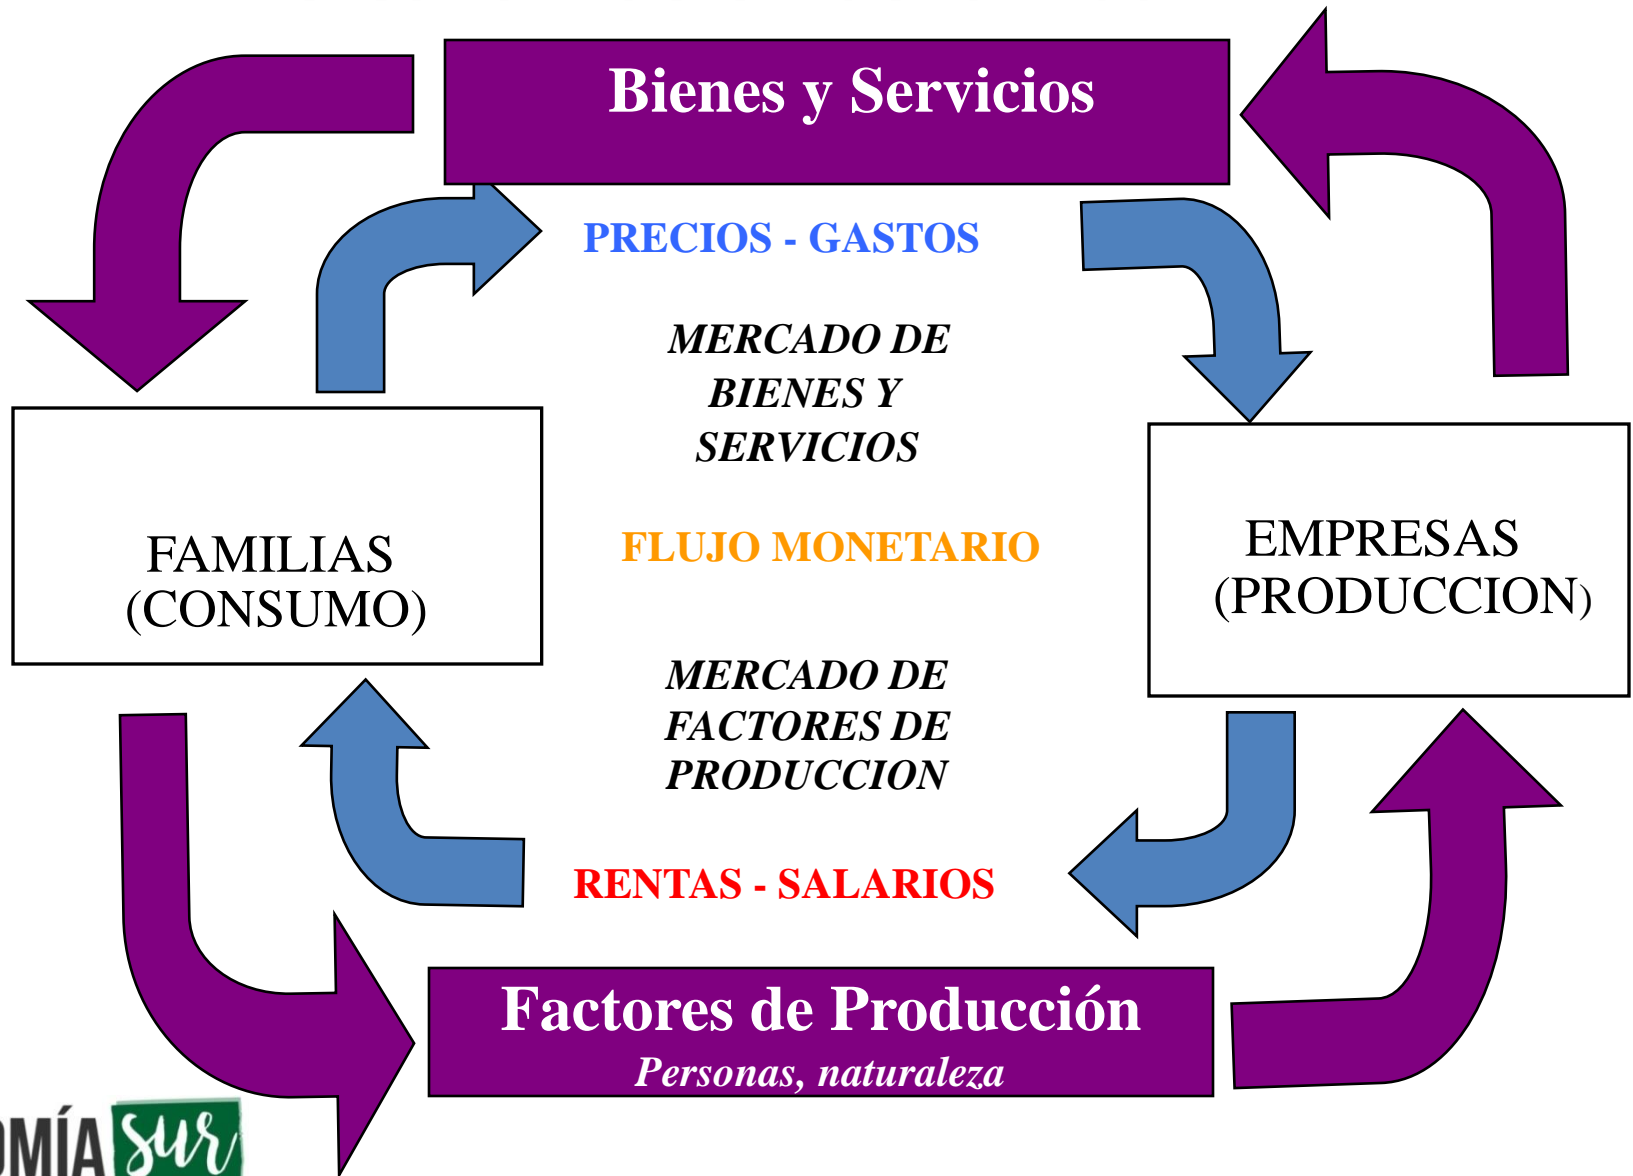 Bienes y Servicios
PRECIOS - GASTOS
MERCADO DE
BIENES Y
SERVICIOS
FAMILIAS
(CONSUMO)
FLUJO MONETARIO
EMPRESAS
(PRODUCCION)
MERCADO DE
FACTORES DE
PRODUCCION
RENTAS - SALARIOS
Factores de Producción
Personas, naturaleza
OMÍA sur